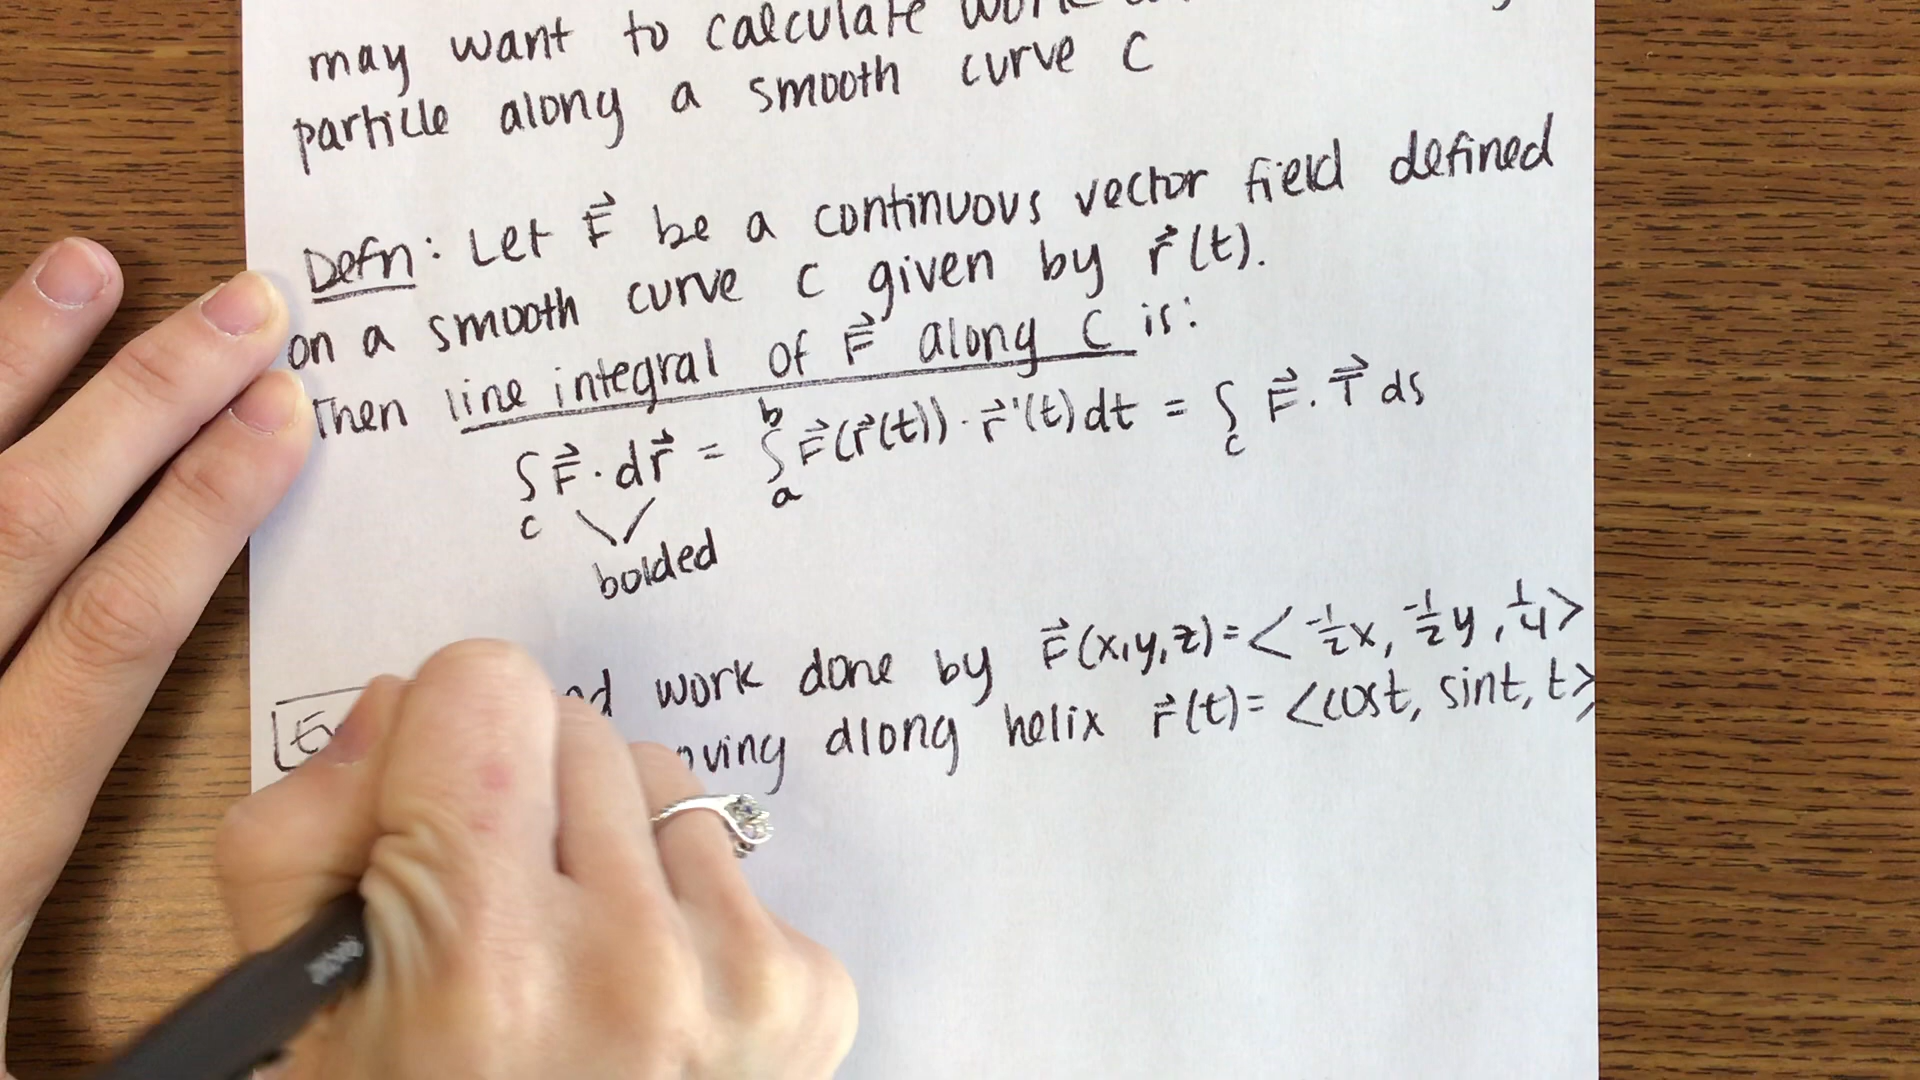 may want to calculate
particle along a smooth curve C
Defn: Let F⃗ be a continuous vector field defined
on a smooth curve C given by r⃗(t).
Then line integral of F⃗ along C is:
∫_C F⃗ · dr⃗ = ∫_a^b F⃗(r⃗(t)) · r⃗'(t) dt = ∫_C F⃗ · T⃗ ds
bolded
work done by F⃗(x,y,z) = < -1/2 x, -1/2 y, 1/4 >
along helix r⃗(t) = <cost, sint, t>